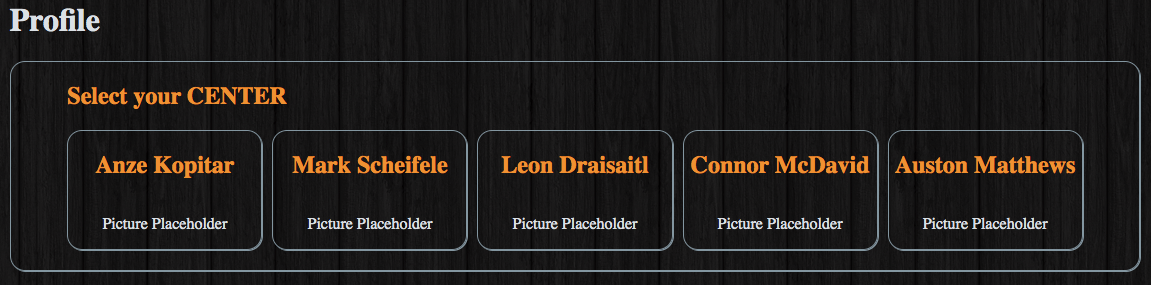 Profile
Select your CENTER
Anze Kopitar
Mark Scheifele
Leon Draisaitl
Connor McDavid
Auston Matthews
Picture Placeholder
Picture Placeholder
Picture Placeholder
Picture Placeholder
Picture Placeholder